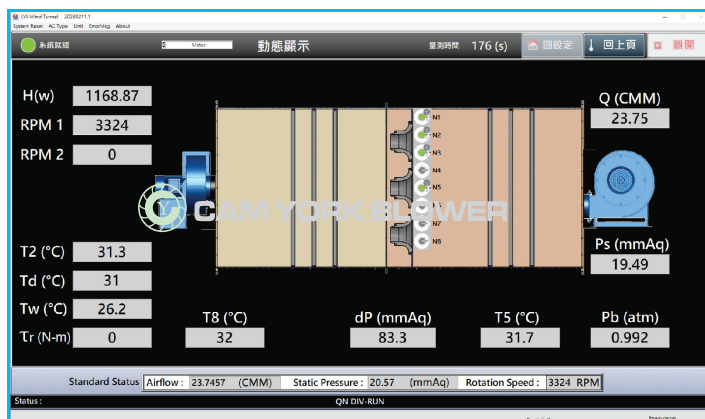 LVI-Wind Tunnel 20230211.1
System Reset AC Type Unit ErrorMsg About
系統就緒 Meter 動態顯示 量測時間 176 (s) 回設定 回上頁 離開
H(w) 1168.87
RPM 1 3324
RPM 2 0
Q (CMM)
23.75
N1
N2
N3
N4
N5
N6
N7
N8
CAM YORK BLOWER
T2 (°C) 31.3
Td (°C) 31
Tw (°C) 26.2
Tr (N-m) 0
Ps (mmAq)
19.49
T8 (°C)
32
dP (mmAq)
83.3
T5 (°C)
31.7
Pb (atm)
0.992
Standard Status Airflow : 23.7457 (CMM) Static Pressure : 20.57 (mmAq) Rotation Speed : 3324 RPM
Status : QN DIV-RUN